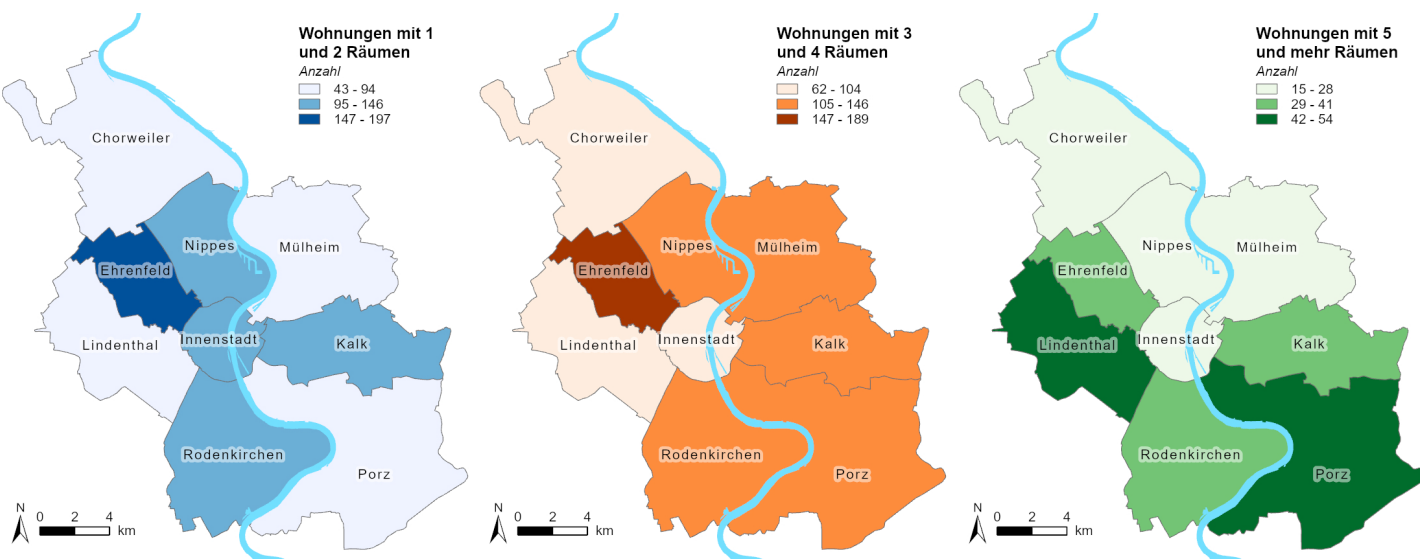 Wohnungen mit 1
und 2 Räumen
Anzahl
43 - 94
95 - 146
147 - 197
Chorweiler
Nippes
Mülheim
Ehrenfeld
Lindenthal
Innenstadt
Kalk
Rodenkirchen
Porz
N
0 2 4
km
Wohnungen mit 3
und 4 Räumen
Anzahl
62 - 104
105 - 146
147 - 189
Chorweiler
Nippes
Mülheim
Ehrenfeld
Lindenthal
Innenstadt
Kalk
Rodenkirchen
Porz
N
0 2 4
km
Wohnungen mit 5
und mehr Räumen
Anzahl
15 - 28
29 - 41
42 - 54
Chorweiler
Nippes
Mülheim
Ehrenfeld
Lindenthal
Innenstadt
Kalk
Rodenkirchen
Porz
N
0 2 4
km